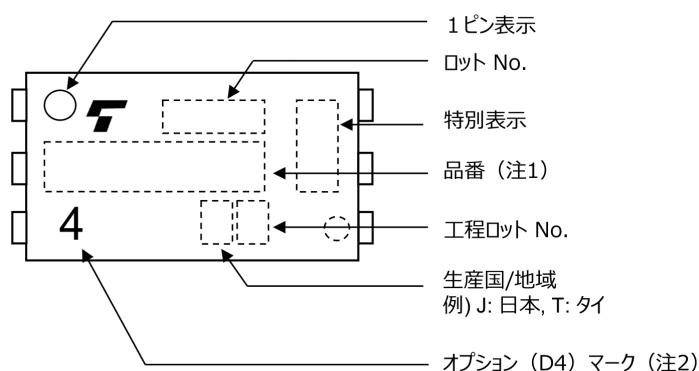 1ピン表示
ロット No.
特別表示
品番（注1）
4
工程ロット No.
生産国/地域
例) J: 日本, T: タイ
オプション（D4）マーク（注2）